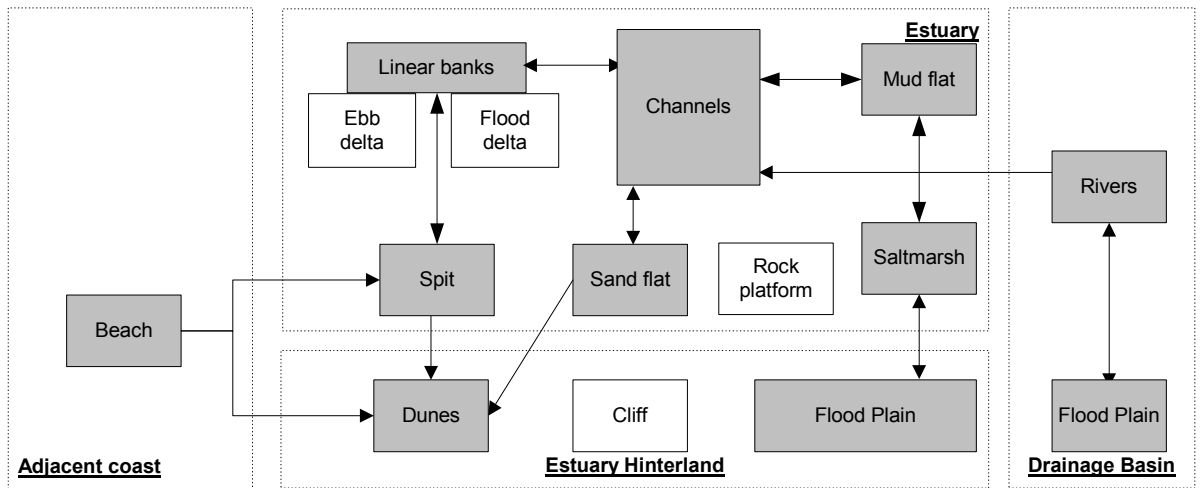 Estuary
Linear banks
Ebb
delta
Flood
delta
Channels
Mud flat
Rivers
Spit
Sand flat
Rock
platform
Saltmarsh
Beach
Dunes
Cliff
Flood Plain
Flood Plain
Adjacent coast
Estuary Hinterland
Drainage Basin